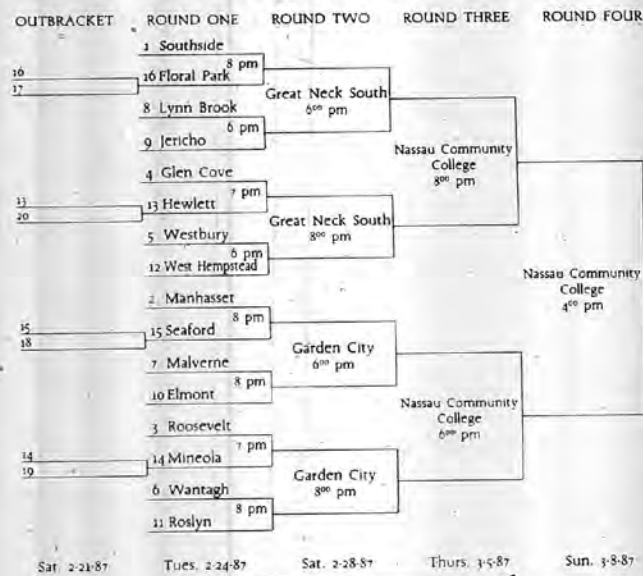 OUTBRACKET ROUND ONE ROUND TWO ROUND THREE ROUND FOUR
1 Southside
8 pm
16
17
16 Floral Park
Great Neck South
6⁰⁰ pm
8 Lynn Brook
6 pm
9 Jericho
Nassau Community
College
8⁰⁰ pm
4 Glen Cove
7 pm
13
20
13 Hewlett
Great Neck South
8⁰⁰ pm
5 Westbury
6 pm
12 West Hempstead
Nassau Community
College
4⁰⁰ pm
2 Manhasset
8 pm
15
18
15 Seaford
Garden City
6⁰⁰ pm
7 Malverne
8 pm
10 Elmont
Nassau Community
College
6⁰⁰ pm
3 Roosevelt
7 pm
14
19
14 Mineola
Garden City
8⁰⁰ pm
6 Wantagh
8 pm
11 Roslyn
Sat. 2-21-87 Tues. 2-24-87 Sat. 2-28-87 Thurs. 3-5-87 Sun. 3-8-87